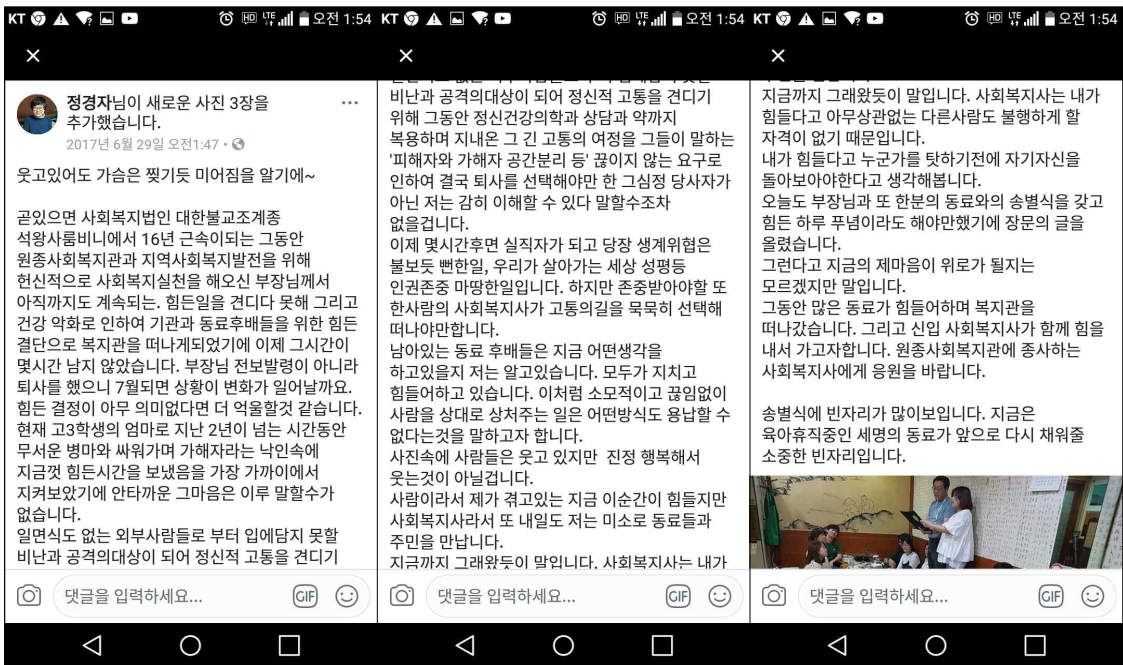 KT 오전 1:54
정경자님이 새로운 사진 3장을
추가했습니다.
2017년 6월 29일 오전1:47
웃고있어도 가슴은 찢기듯 미어짐을 알기에~
곧있으면 사회복지법인 대한불교조계종
석왕사룸비니에서 16년 근속이되는 그동안
원종사회복지관과 지역사회복지발전을 위해
헌신적으로 사회복지실천을 해오신 부장님께서
아직까지도 계속되는. 힘든일을 견디다 못해 그리고
건강 악화로 인하여 기관과 동료후배들을 위한 힘든
결단으로 복지관을 떠나게되었기에 이제 그시간이
몇시간 남지 않았습니다. 부장님 전보발령이 아니라
퇴사를 했으니 7월되면 상황이 변화가 일어날까요.
힘든 결정이 아무 의미없다면 더 억울할것 같습니다.
현재 고3학생의 엄마로 지난 2년이 넘는 시간동안
무서운 병마와 싸워가며 가해자라는 낙인속에
지금껏 힘든시간을 보냈음을 가장 가까이에서
지켜보았기에 안타까운 그마음은 이루 말할수가
없습니다.
일면식도 없는 외부사람들로 부터 입에담지 못할
비난과 공격의대상이 되어 정신적 고통을 견디기
댓글을 입력하세요...
GIF
KT HD LTE 오전 1:54
비난과 공격의대상이 되어 정신적 고통을 견디기
위해 그동안 정신건강의학과 상담과 약까지
복용하며 지내온 그 긴 고통의 여정을 그들이 말하는
'피해자와 가해자 공간분리 등' 끊이지 않는 요구로
인하여 결국 퇴사를 선택해야만 한 그심정 당사자가
아닌 저는 감히 이해할 수 있다 말할수조차
없을겁니다.
이제 몇시간후면 실직자가 되고 당장 생계위협은
불보듯 뻔한일, 우리가 살아가는 세상 성평등
인권존중 마땅한일입니다. 하지만 존중받아야할 또
한사람의 사회복지사가 고통의길을 묵묵히 선택해
떠나야만합니다.
남아있는 동료 후배들은 지금 어떤생각을
하고있을지 저는 알고있습니다. 모두가 지치고
힘들어하고 있습니다. 이처럼 소모적이고 끊임없이
사람을 상대로 상처주는 일은 어떤방식도 용납할 수
없다는것을 말하고자 합니다.
사진속에 사람들은 웃고 있지만 진정 행복해서
웃는것이 아닐겁니다.
사람이라서 제가 겪고있는 지금 이순간이 힘들지만
사회복지사라서 또 내일도 저는 미소로 동료들과
주민을 만납니다.
지금까지 그래왔듯이 말입니다. 사회복지사는 내가
댓글을 입력하세요...
GIF
KT HD LTE 오전 1:54
지금까지 그래왔듯이 말입니다. 사회복지사는 내가
힘들다고 아무상관없는 다른사람도 불행하게 할
자격이 없기 때문입니다.
내가 힘들다고 누군가를 탓하기전에 자기자신을
돌아보아야한다고 생각해봅니다.
오늘도 부장님과 또 한분의 동료와의 송별식을 갖고
힘든 하루 푸념이라도 해야만했기에 장문의 글을
올렸습니다.
그런다고 지금의 제마음이 위로가 될지는
모르겠지만 말입니다.
그동안 많은 동료가 힘들어하며 복지관을
떠나갔습니다. 그리고 신입 사회복지사가 함께 힘을
내서 가고자합니다. 원종사회복지관에 종사하는
사회복지사에게 응원을 바랍니다.
송별식에 빈자리가 많이보입니다. 지금은
육아휴직중인 세명의 동료가 앞으로 다시 채워줄
소중한 빈자리입니다.
댓글을 입력하세요...
GIF